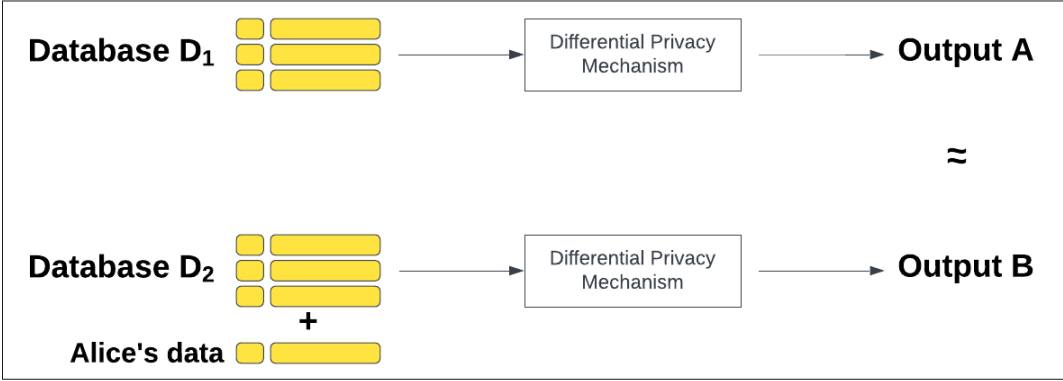 Database D₁
Differential Privacy
Mechanism
Output A
≈
Database D₂
Differential Privacy
Mechanism
Output B
+
Alice's data